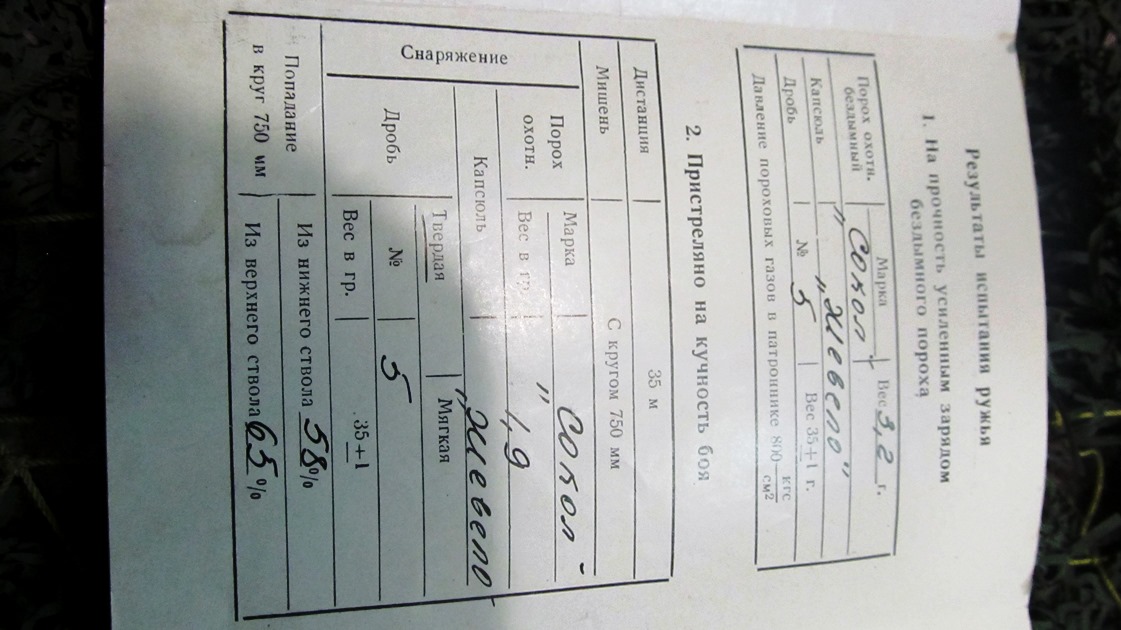 Результаты испытания ружья
1. На прочность усиленным зарядом
бездымного пороха
Порох охотн. бездымный Марка „Сокол" Вес 3,2 г.
Капсюль „Жевело"
Дробь № 5 Вес 35±1 г.
Давление пороховых газов в патроннике 800 кгс/см²
2. Пристреляно на кучность боя
Дистанция 35 м
Мишень С кругом 750 мм
Снаряжение
Порох охотн. Марка „Сокол"
Вес в гр. 1,9
Капсюль „Жевело"
Дробь Твердая Мягкая
№ 5
Вес в гр. 35±1
Попадание в круг 750 мм
Из нижнего ствола 58%
Из верхнего ствола 65%